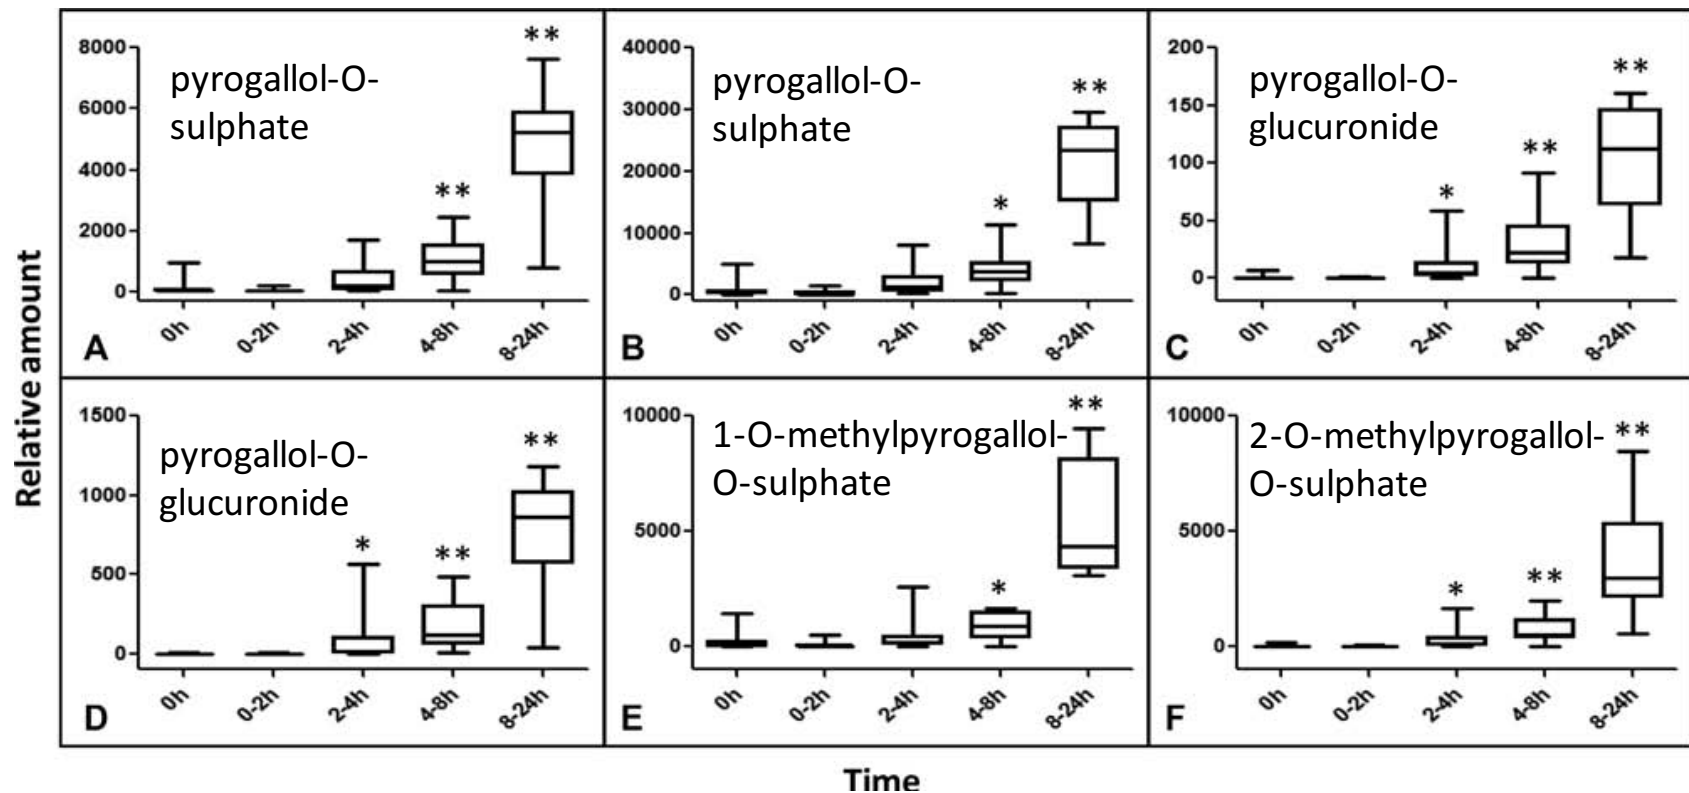 Relative amount
**
8000
6000
4000
2000
0
pyrogallol-O-
sulphate
**
0h
0-2h
2-4h
4-8h
8-24h
A
40000
30000
20000
10000
0
pyrogallol-O-
sulphate
**
*
0h
0-2h
2-4h
4-8h
8-24h
B
200
150
100
50
0
pyrogallol-O-
glucuronide
**
**
*
0h
0-2h
2-4h
4-8h
8-24h
C
1500
1000
500
0
pyrogallol-O-
glucuronide
**
*
**
0h
0-2h
2-4h
4-8h
8-24h
D
**
10000
5000
0
1-O-methylpyrogallol-
O-sulphate
*
0h
0-2h
2-4h
4-8h
8-24h
E
10000
5000
0
2-O-methylpyrogallol-
O-sulphate
**
*
**
0h
0-2h
2-4h
4-8h
8-24h
F
Time